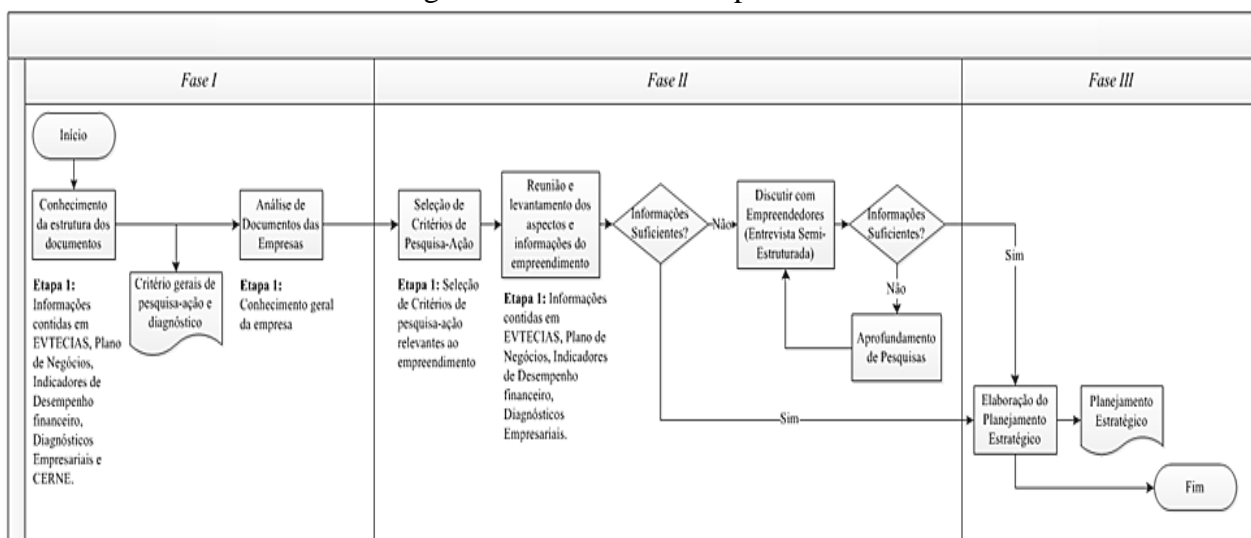 Fase I
Fase II
Fase III
Início
Conhecimento
da estrutura dos
documentos
Etapa 1:
Informações
contidas em
EVTECIAS, Plano
de Negócios,
Indicadores de
Desempenho
financeiro,
Diagnósticos
Empresariais e
CERNE.
Critério gerais de
pesquisa-ação e
diagnóstico
Análise de
Documentos das
Empresas
Etapa 1:
Conhecimento geral
da empresa
Seleção de
Critérios de
Pesquisa-Ação
Etapa 1: Seleção
de Critérios de
pesquisa-ação
relevantes ao
empreendimento
Reunião e
levantamento dos
aspectos e
informações do
empreendimento
Etapa 1: Informações
contidas em
EVTECIAS, Plano de
Negócios, Indicadores
de Desempenho
financeiro,
Diagnósticos
Empresariais.
Informações
Suficientes?
Não
Discutir com
Empreendedores
(Entrevista Semi-
Estruturada)
Informações
Suficientes?
Não
Aprofundamento
de Pesquisas
Sim
Sim
Elaboração do
Planejamento
Estratégico
Planejamento
Estratégico
Fim